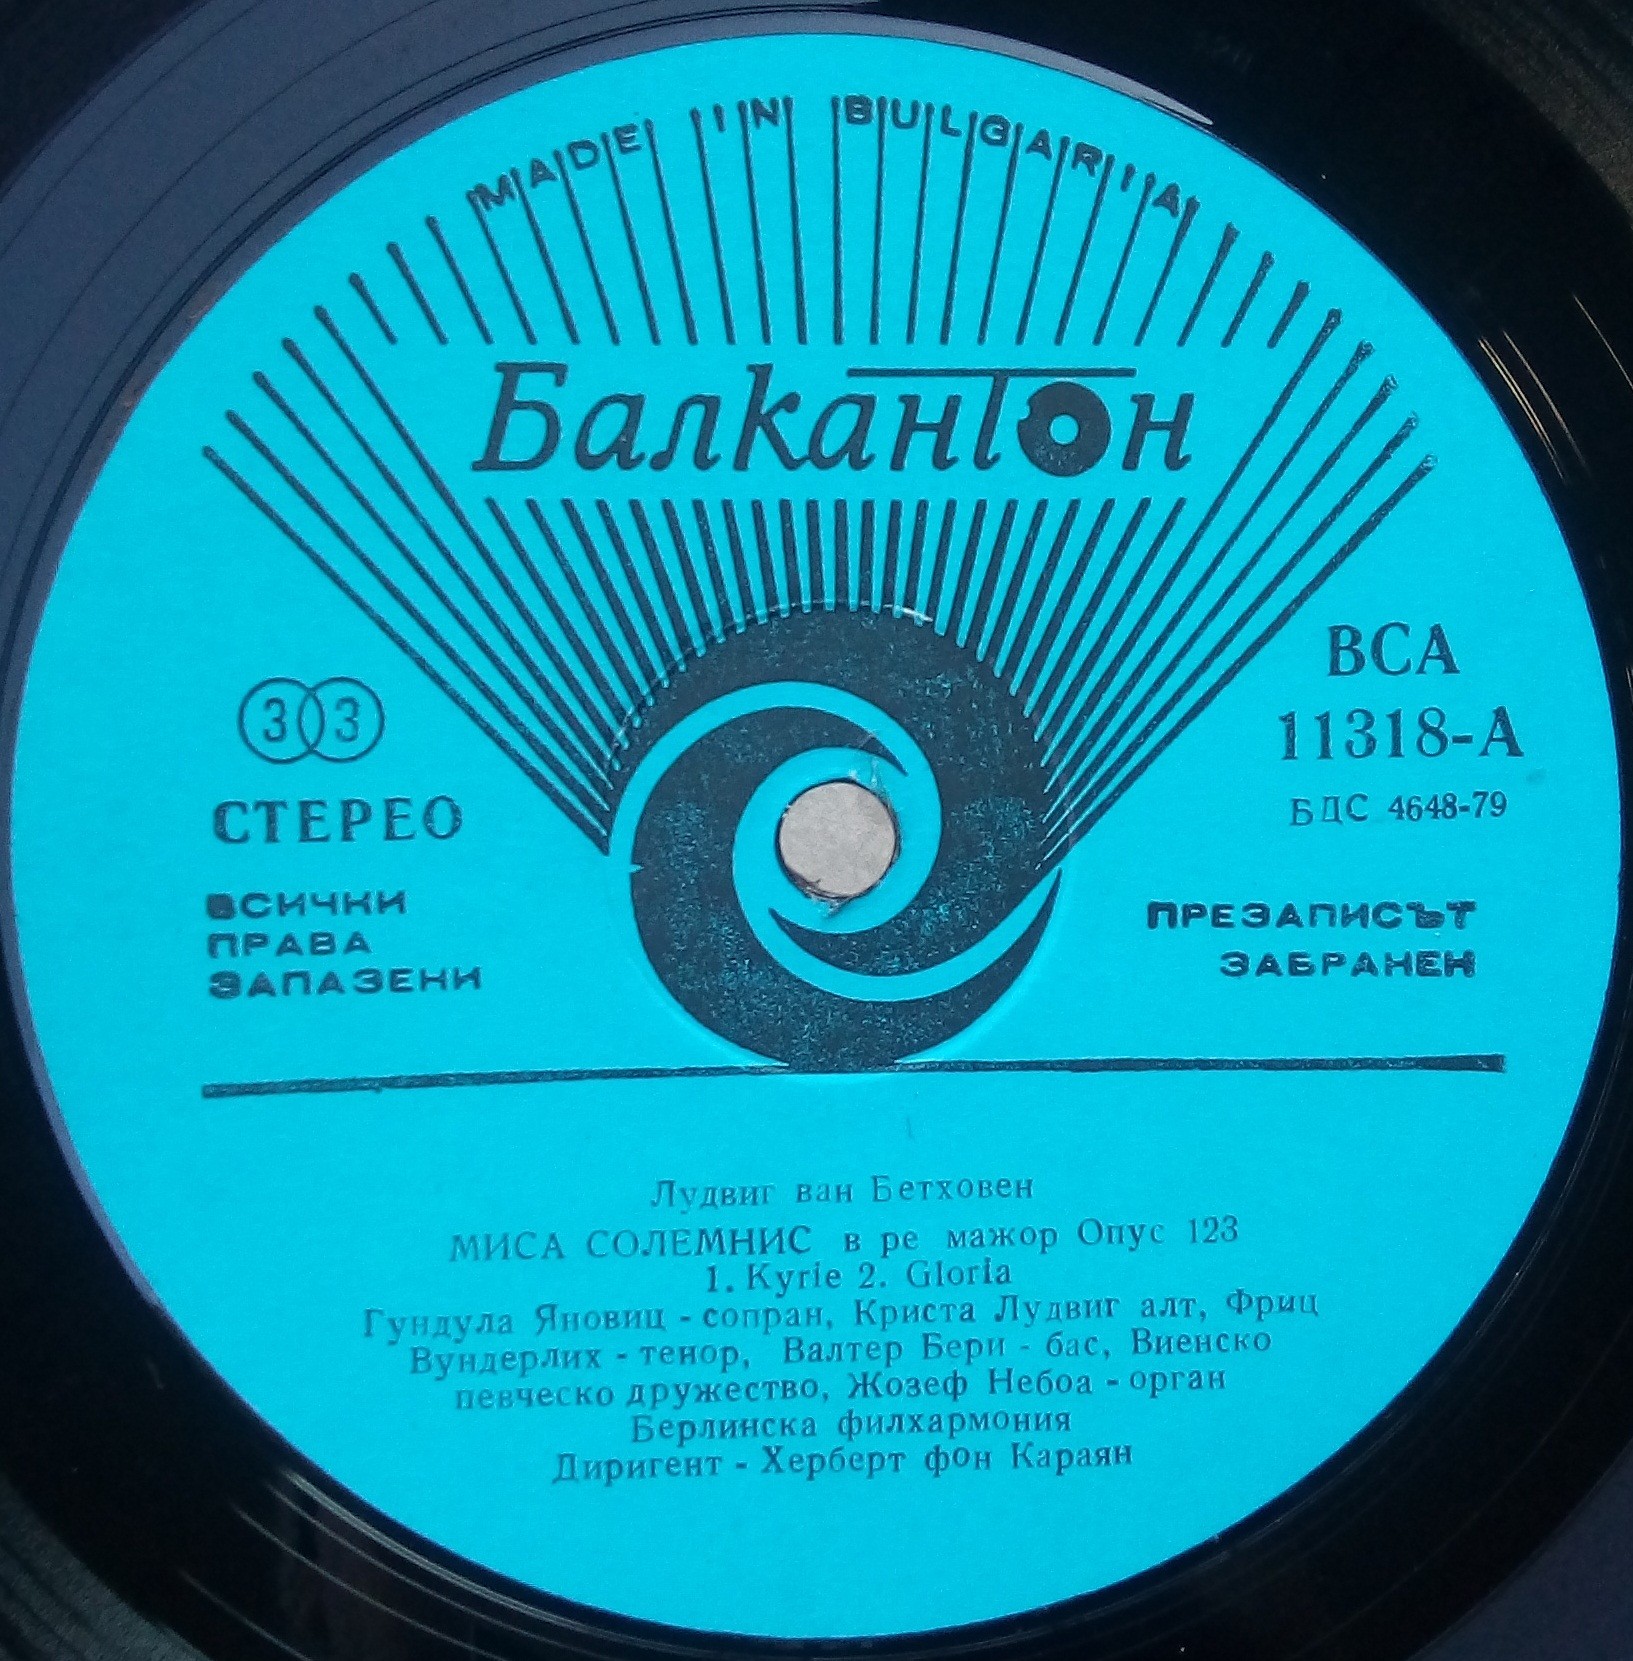 MADE IN BULGARIA
Балкантон
33
СТЕРЕО
ВСИЧКИ
ПРАВА
ЗАПАЗЕНИ
ВСА
11318-А
БДС 4648-79
ПРЕЗАПИСЪТ
ЗАБРАНЕН
Лудвиг ван Бетховен
МИСА СОЛЕМНИС в ре мажор Опус 123
1. Kyrie 2. Gloria
Гундула Яновиц - сопран, Криста Лудвиг алт, Фриц
Вундерлих - тенор, Валтер Бери - бас, Виенско
певческо дружество, Жозеф Небоа - орган
Берлинска филхармония
Диригент - Херберт фон Караян